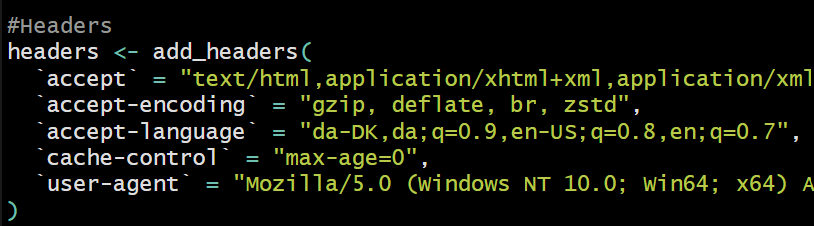 #Headers
headers <- add_headers(
`accept` = "text/html,application/xhtml+xml,application/xml
`accept-encoding` = "gzip, deflate, br, zstd",
`accept-language` = "da-DK,da;q=0.9,en-US;q=0.8,en;q=0.7",
`cache-control` = "max-age=0",
`user-agent` = "Mozilla/5.0 (Windows NT 10.0; Win64; x64) A
)